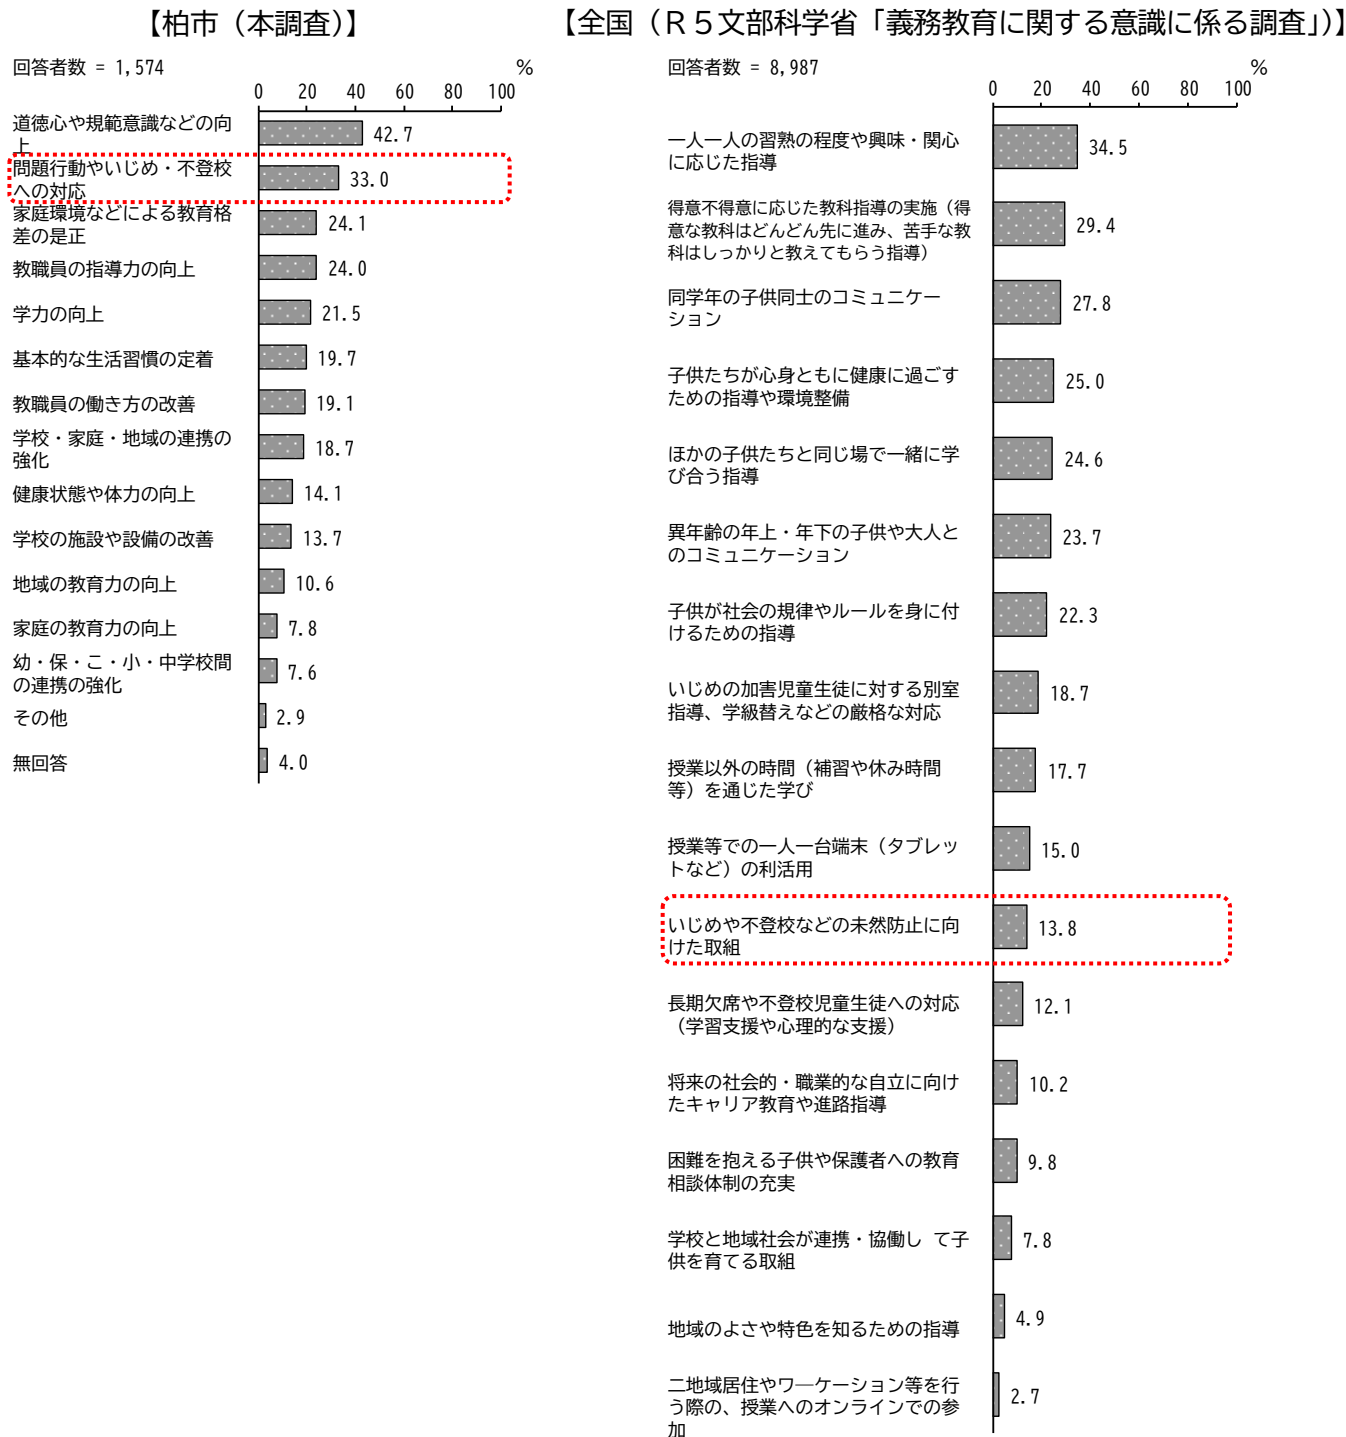 【柏市（本調査）】
回答者数 = 1,574
%
0 20 40 60 80 100
道徳心や規範意識などの向
上
42.7
問題行動やいじめ・不登校
への対応
33.0
家庭環境などによる教育格
差の是正
24.1
教職員の指導力の向上
24.0
学力の向上
21.5
基本的な生活習慣の定着
19.7
教職員の働き方の改善
19.1
学校・家庭・地域の連携の
強化
18.7
健康状態や体力の向上
14.1
学校の施設や設備の改善
13.7
地域の教育力の向上
10.6
家庭の教育力の向上
7.8
幼・保・こ・小・中学校間
の連携の強化
7.6
その他
2.9
無回答
4.0
【全国（Ｒ５文部科学省「義務教育に関する意識に係る調査」）】
回答者数 = 8,987
%
0 20 40 60 80 100
一人一人の習熟の程度や興味・関心
に応じた指導
34.5
得意不得意に応じた教科指導の実施（得
意な教科はどんどん先に進み、苦手な教
科はしっかりと教えてもらう指導）
29.4
同学年の子供同士のコミュニケー
ション
27.8
子供たちが心身ともに健康に過ごす
ための指導や環境整備
25.0
ほかの子供たちと同じ場で一緒に学
び合う指導
24.6
異年齢の年上・年下の子供や大人と
のコミュニケーション
23.7
子供が社会の規律やルールを身に付
けるための指導
22.3
いじめの加害児童生徒に対する別室
指導、学級替えなどの厳格な対応
18.7
授業以外の時間（補習や休み時間
等）を通じた学び
17.7
授業等での一人一台端末（タブレッ
トなど）の利活用
15.0
いじめや不登校などの未然防止に向
けた取組
13.8
長期欠席や不登校児童生徒への対応
（学習支援や心理的な支援）
12.1
将来の社会的・職業的な自立に向け
たキャリア教育や進路指導
10.2
困難を抱える子供や保護者への教育
相談体制の充実
9.8
学校と地域社会が連携・協働し て子
供を育てる取組
7.8
地域のよさや特色を知るための指導
4.9
二地域居住やワ―ケーション等を行
う際の、授業へのオンラインでの参
加
2.7